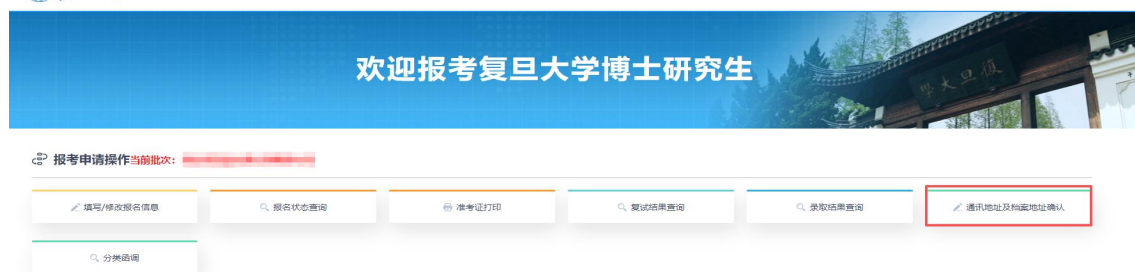 欢迎报考复旦大学博士研究生
報考申请操作当前批次：
填写/修改报名信息
报名状态查询
准考证打印
复试结果查询
录取结果查询
通讯地址及档案地址确认
分类函调